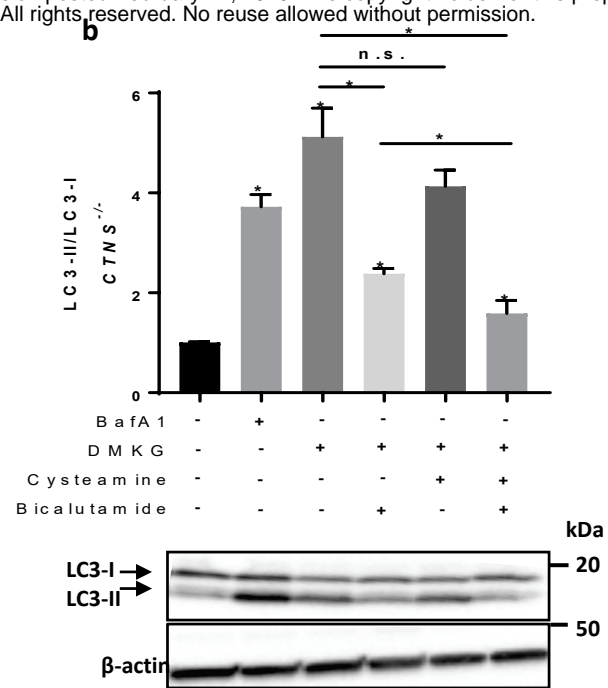 All rights reserved. No reuse allowed without permission.
b
*
n.s.
*
*
*
*
*
*
6
4
2
0
LC3-II/LC3-I
CTNS-/-
BafA1 - + - - - -
DMKG - - + + + +
Cysteamine - - - - + +
Bicalutamide - - - + - +
kDa
LC3-I
20
LC3-II
50
β-actin